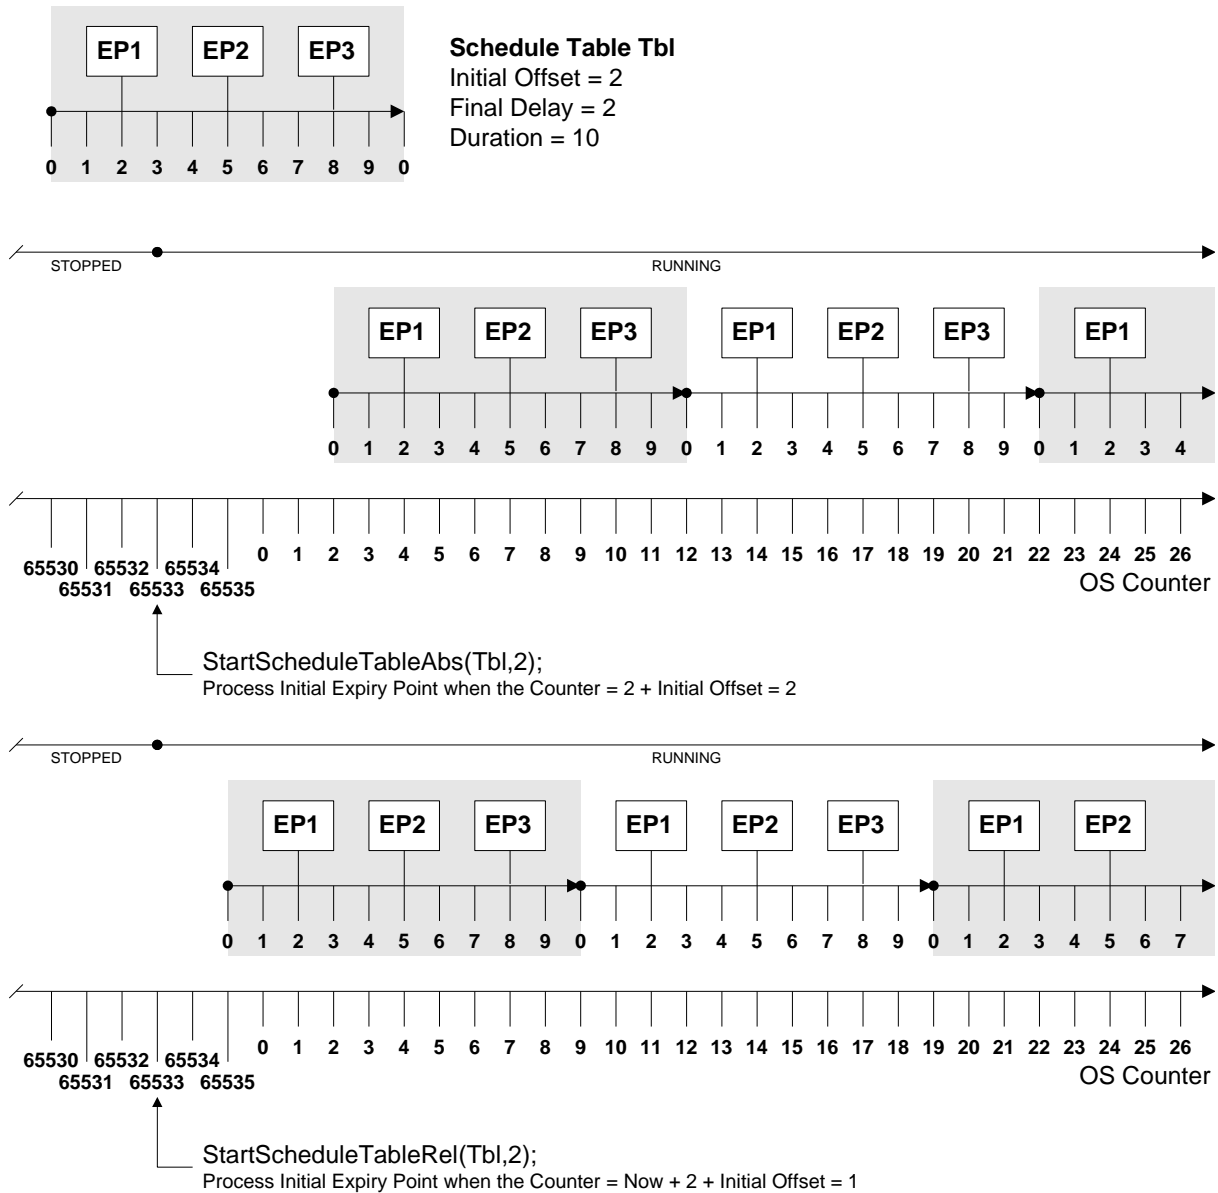 EP1 EP2 EP3
Schedule Table Tbl
Initial Offset = 2
Final Delay = 2
Duration = 10
0 1 2 3 4 5 6 7 8 9 0
STOPPED RUNNING
EP1 EP2 EP3 EP1 EP2 EP3 EP1
0 1 2 3 4 5 6 7 8 9 0 1 2 3 4 5 6 7 8 9 0 1 2 3 4
0 1 2 3 4 5 6 7 8 9 10 11 12 13 14 15 16 17 18 19 20 21 22 23 24 25 26
65530 65532 65534
65531 65533 65535
OS Counter
StartScheduleTableAbs(Tbl,2);
Process Initial Expiry Point when the Counter = 2 + Initial Offset = 2
STOPPED RUNNING
EP1 EP2 EP3 EP1 EP2 EP3 EP1 EP2
0 1 2 3 4 5 6 7 8 9 0 1 2 3 4 5 6 7 8 9 0 1 2 3 4 5 6 7
0 1 2 3 4 5 6 7 8 9 10 11 12 13 14 15 16 17 18 19 20 21 22 23 24 25 26
65530 65532 65534
65531 65533 65535
OS Counter
StartScheduleTableRel(Tbl,2);
Process Initial Expiry Point when the Counter = Now + 2 + Initial Offset = 1